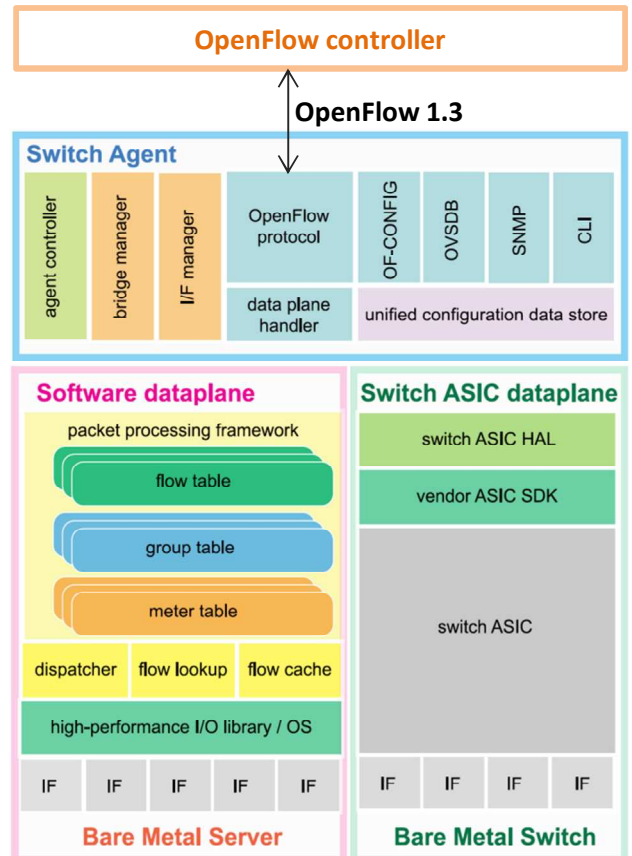 OpenFlow controller
OpenFlow 1.3
Switch Agent
agent controller
bridge manager
I/F manager
OpenFlow
protocol
OF-CONFIG
OVSDB
SNMP
CLI
data plane
handler
unified configuration data store
Software dataplane
packet processing framework
flow table
group table
meter table
dispatcher
flow lookup
flow cache
high-performance I/O library / OS
IF
IF
IF
IF
IF
Bare Metal Server
Switch ASIC dataplane
switch ASIC HAL
vendor ASIC SDK
switch ASIC
IF
IF
IF
IF
Bare Metal Switch